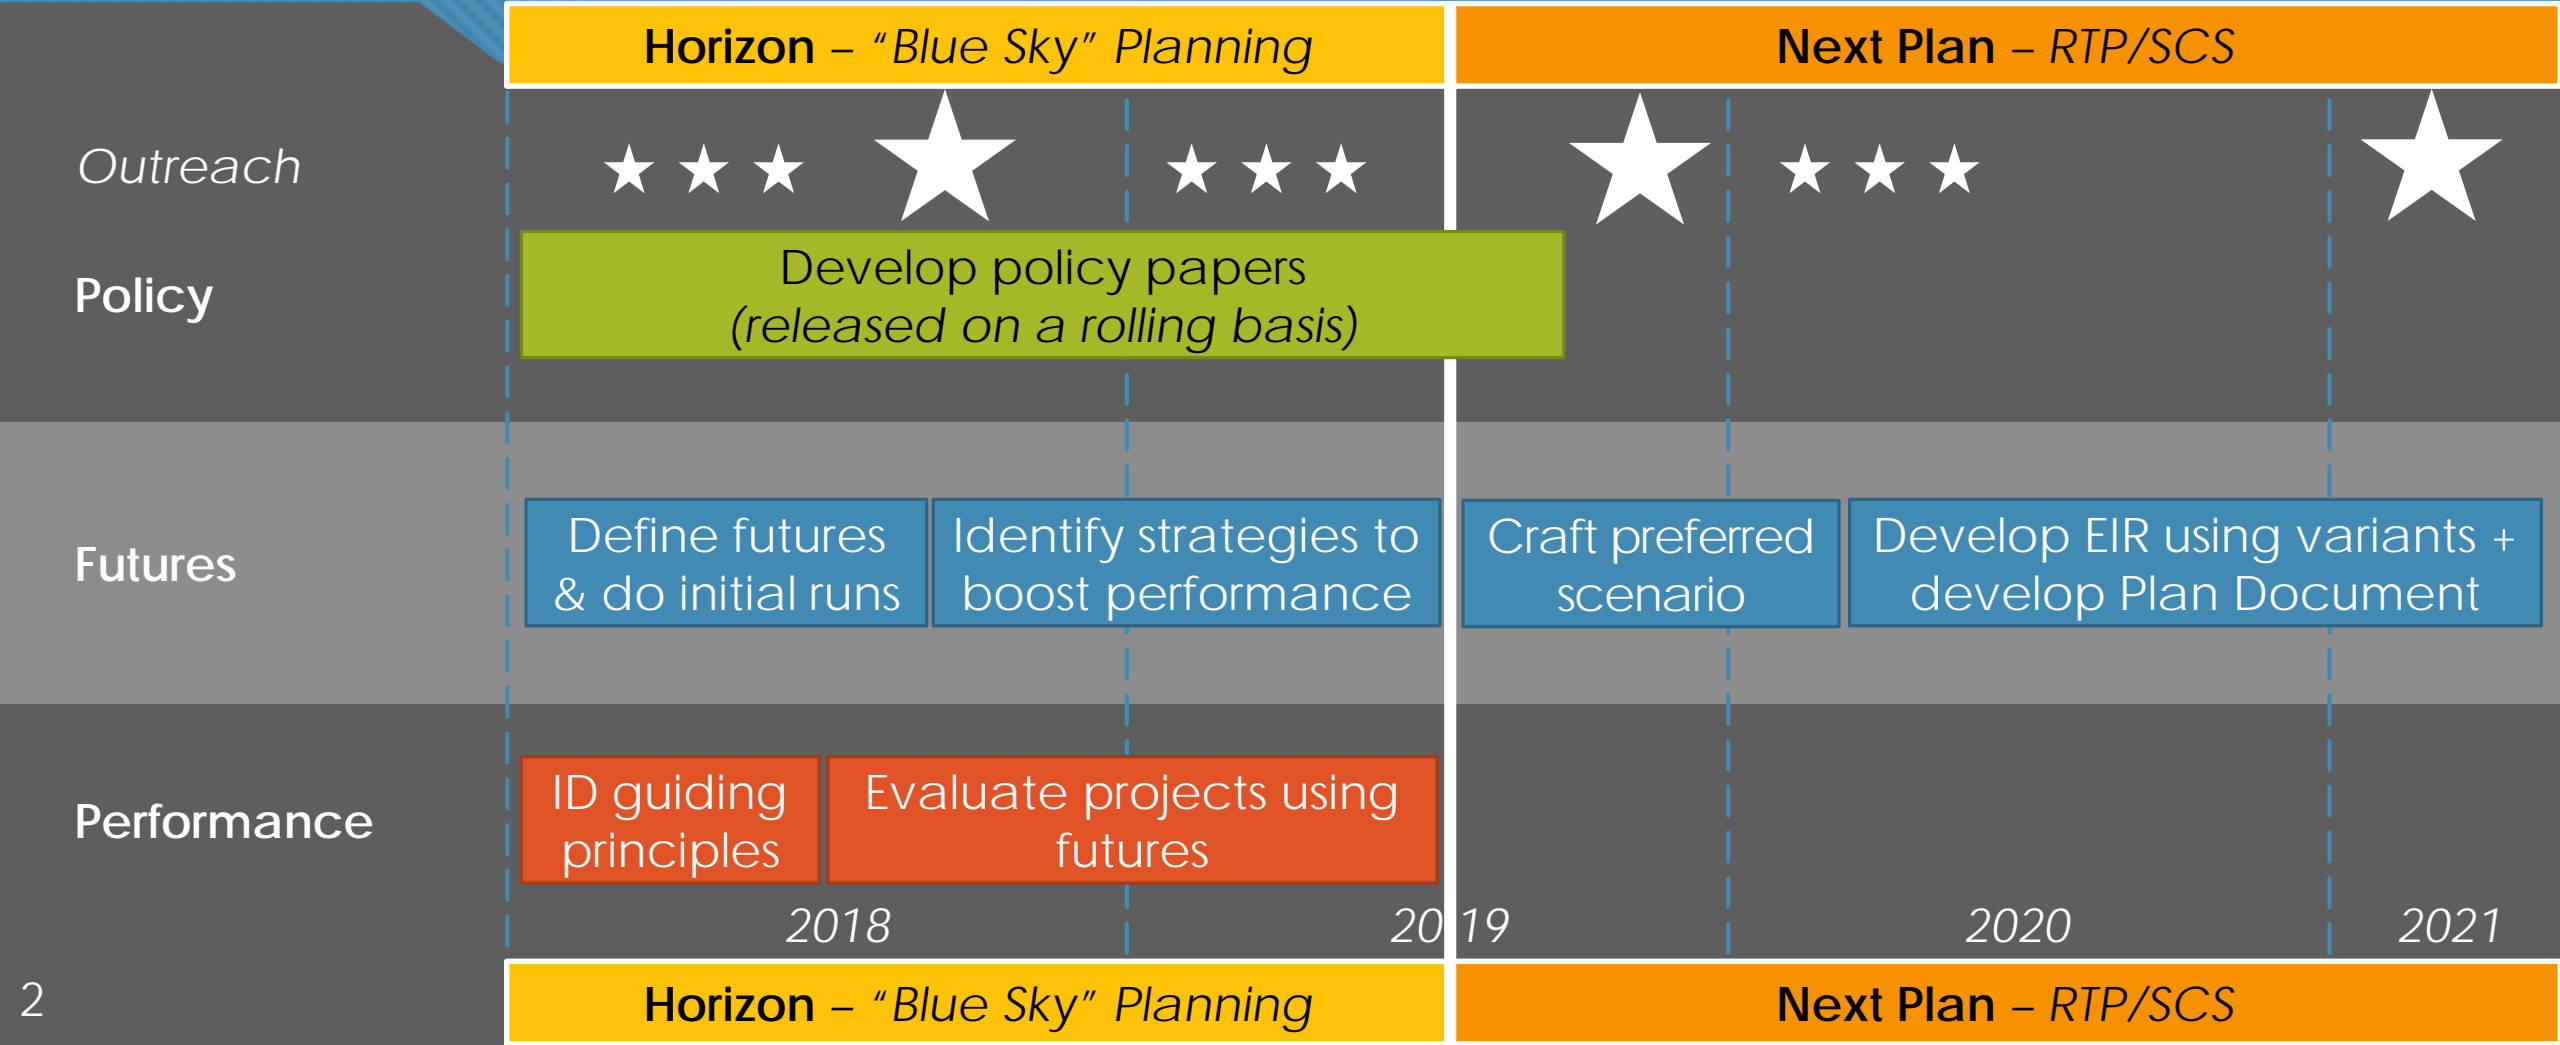 Horizon – “Blue Sky” Planning
Next Plan – RTP/SCS
Outreach
Policy
Develop policy papers
(released on a rolling basis)
Futures
Define futures
& do initial runs
Identify strategies to
boost performance
Craft preferred
scenario
Develop EIR using variants +
develop Plan Document
Performance
ID guiding
principles
Evaluate projects using
futures
2018
2019
2020
2021
2
Horizon – “Blue Sky” Planning
Next Plan – RTP/SCS